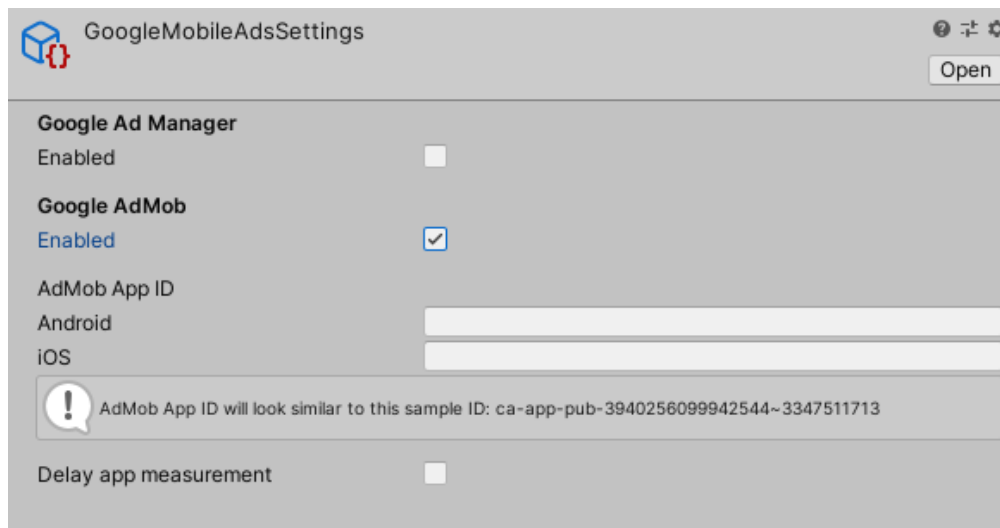 GoogleMobileAdsSettings
Open
Google Ad Manager
Enabled
Google AdMob
Enabled
AdMob App ID
Android
iOS
AdMob App ID will look similar to this sample ID: ca-app-pub-3940256099942544~3347511713
Delay app measurement